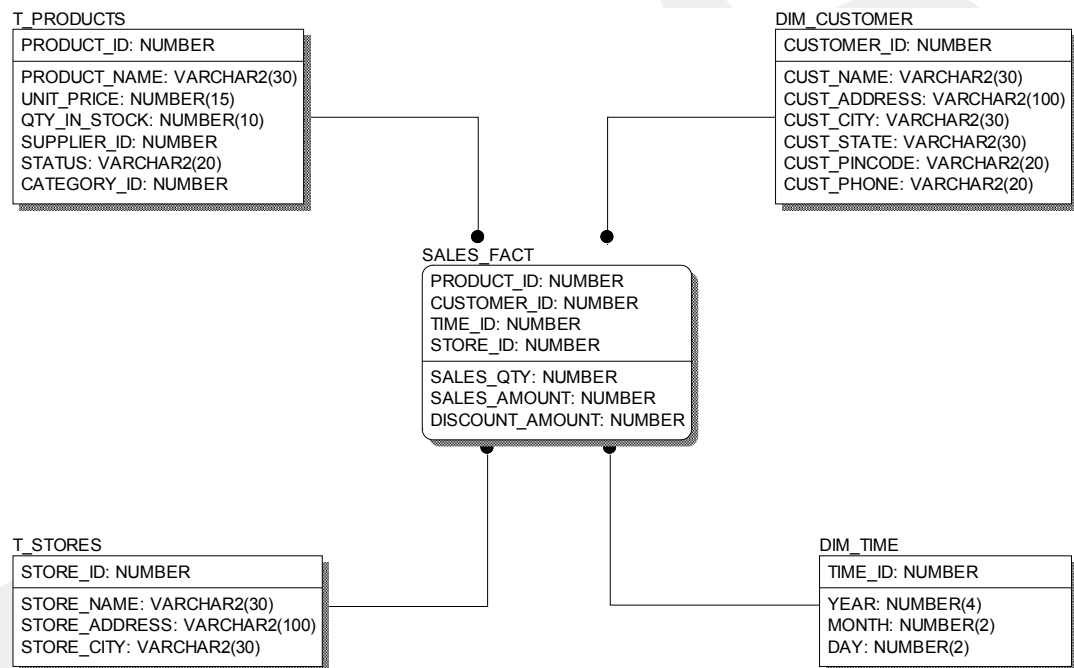 T_PRODUCTS
PRODUCT_ID: NUMBER
PRODUCT_NAME: VARCHAR2(30)
UNIT_PRICE: NUMBER(15)
QTY_IN_STOCK: NUMBER(10)
SUPPLIER_ID: NUMBER
STATUS: VARCHAR2(20)
CATEGORY_ID: NUMBER
DIM_CUSTOMER
CUSTOMER_ID: NUMBER
CUST_NAME: VARCHAR2(30)
CUST_ADDRESS: VARCHAR2(100)
CUST_CITY: VARCHAR2(30)
CUST_STATE: VARCHAR2(30)
CUST_PINCODE: VARCHAR2(20)
CUST_PHONE: VARCHAR2(20)
SALES_FACT
PRODUCT_ID: NUMBER
CUSTOMER_ID: NUMBER
TIME_ID: NUMBER
STORE_ID: NUMBER
SALES_QTY: NUMBER
SALES_AMOUNT: NUMBER
DISCOUNT_AMOUNT: NUMBER
T_STORES
STORE_ID: NUMBER
STORE_NAME: VARCHAR2(30)
STORE_ADDRESS: VARCHAR2(100)
STORE_CITY: VARCHAR2(30)
DIM_TIME
TIME_ID: NUMBER
YEAR: NUMBER(4)
MONTH: NUMBER(2)
DAY: NUMBER(2)